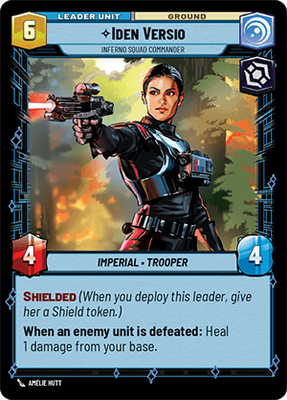 LEADER UNIT
GROUND
6
IDEN VERSIO
INFERNO SQUAD COMMANDER
4
4
IMPERIAL • TROOPER
SHIELDED (When you deploy this leader, give
her a Shield token.)
When an enemy unit is defeated: Heal
1 damage from your base.
AMÉLIE HUTT